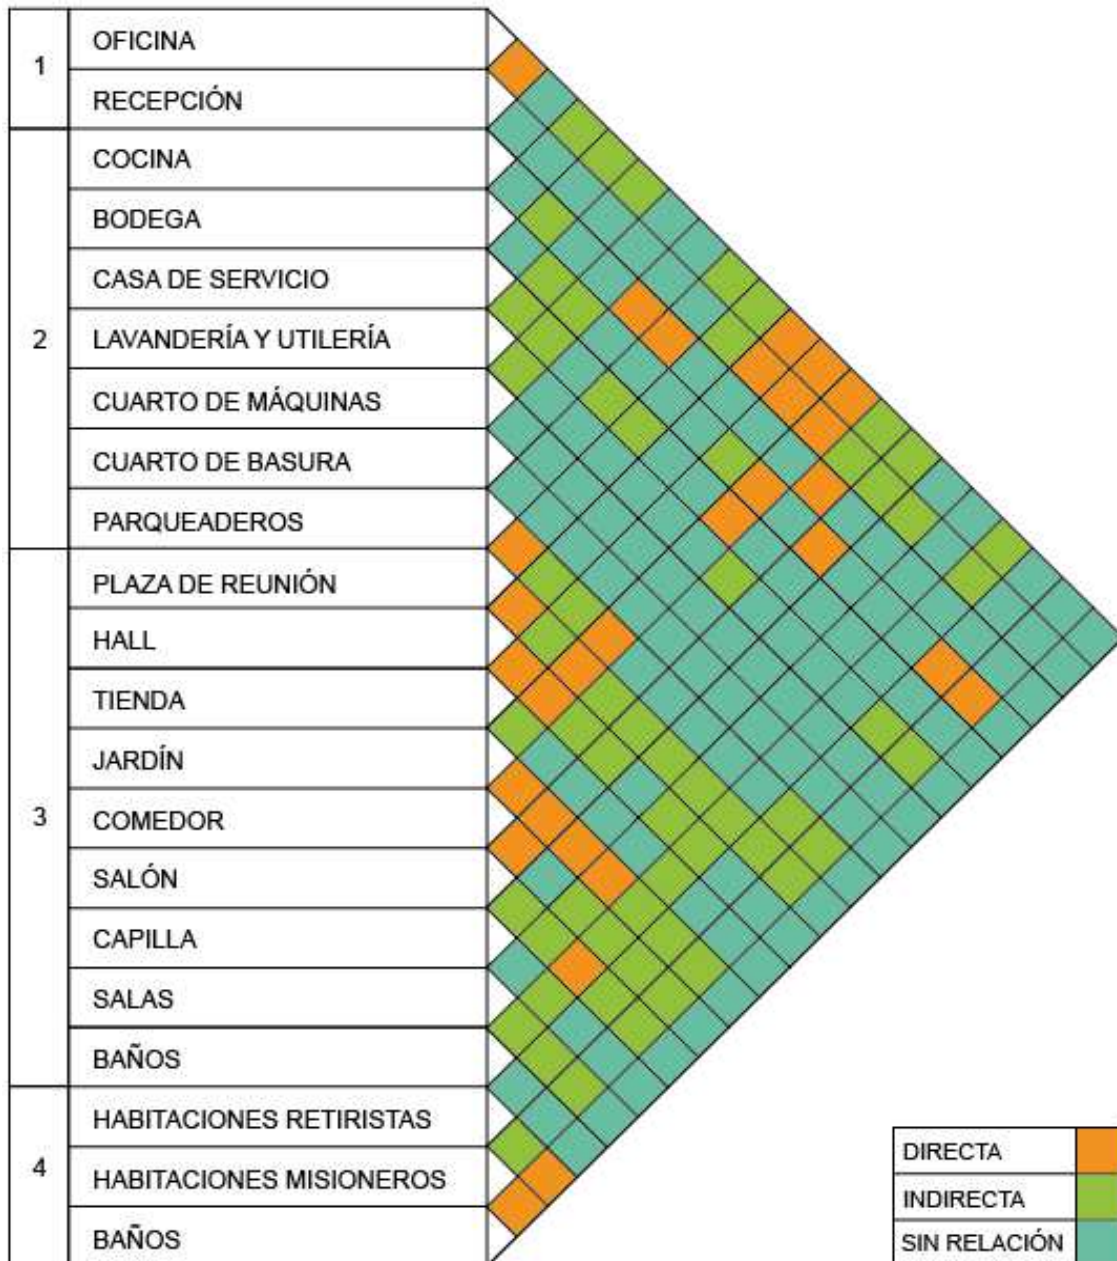 1
OFICINA
RECEPCIÓN
2
COCINA
BODEGA
CASA DE SERVICIO
LAVANDERÍA Y UTILERÍA
CUARTO DE MÁQUINAS
CUARTO DE BASURA
PARQUEADEROS
3
PLAZA DE REUNIÓN
HALL
TIENDA
JARDÍN
COMEDOR
SALÓN
CAPILLA
SALAS
BAÑOS
4
HABITACIONES RETIRISTAS
HABITACIONES MISIONEROS
BAÑOS
DIRECTA
INDIRECTA
SIN RELACIÓN